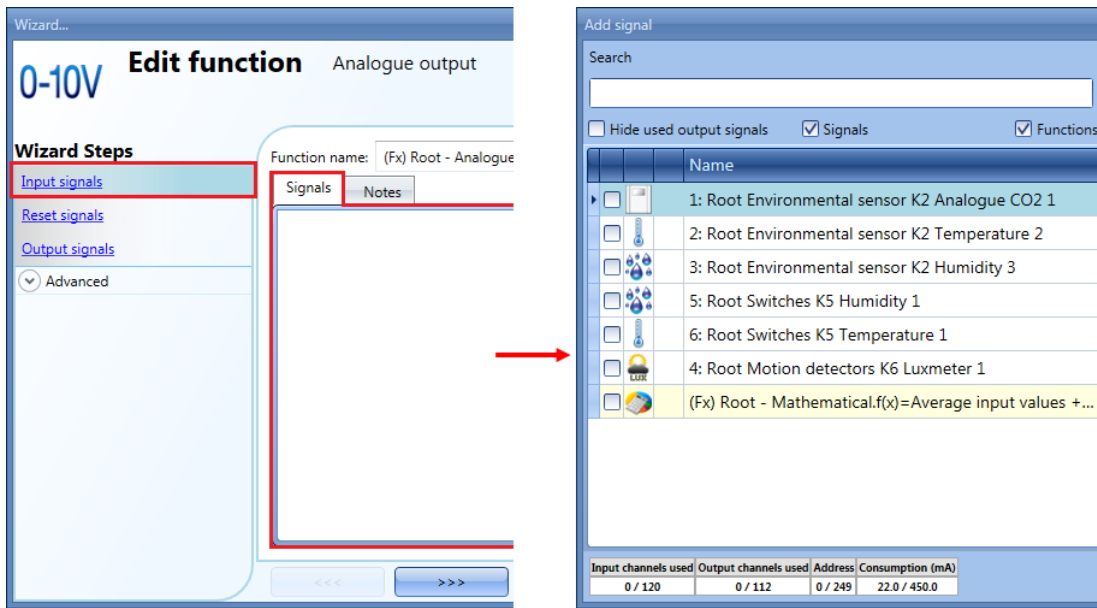 Wizard...
0-10V
Edit function Analogue output
Wizard Steps
Input signals
Reset signals
Output signals
Advanced
Function name: (Fx) Root - Analogue
Signals Notes
<<< >>>
Add signal
Search
Hide used output signals Signals Functions
Name
1: Root Environmental sensor K2 Analogue CO2 1
2: Root Environmental sensor K2 Temperature 2
3: Root Environmental sensor K2 Humidity 3
5: Root Switches K5 Humidity 1
6: Root Switches K5 Temperature 1
LUX 4: Root Motion detectors K6 Luxmeter 1
(Fx) Root - Mathematical.f(x)=Average input values +...
Input channels used Output channels used Address Consumption (mA)
0 / 120 0 / 112 0 / 249 22.0 / 450.0